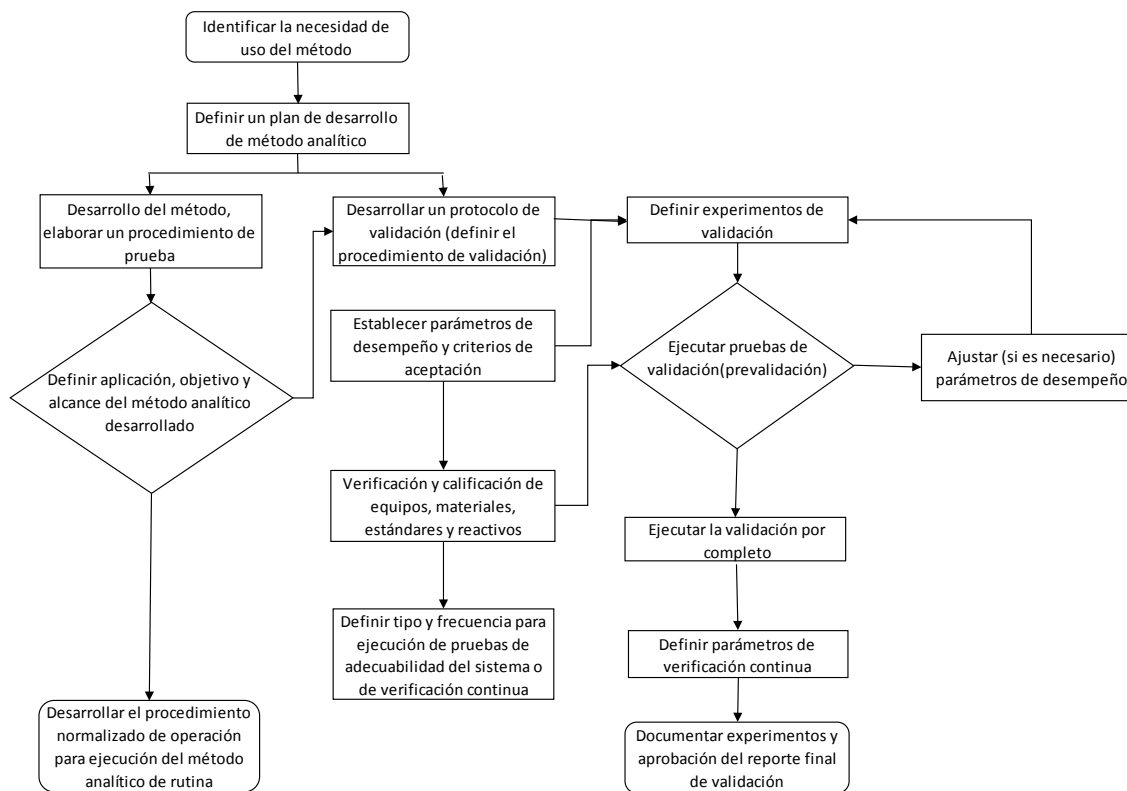 Identificar la necesidad de
uso del método
Definir un plan de desarrollo
de método analítico
Desarrollo del método,
elaborar un procedimiento de
prueba
Desarrollar un protocolo de
validación (definir el
procedimiento de validación)
Definir experimentos de
validación
Definir aplicación, objetivo y
alcance del método analítico
desarrollado
Establecer parámetros de
desempeño y criterios de
aceptación
Ejecutar pruebas de
validación(prevalidación)
Ajustar (si es necesario)
parámetros de desempeño
Verificación y calificación de
equipos, materiales,
estándares y reactivos
Ejecutar la validación por
completo
Definir tipo y frecuencia para
ejecución de pruebas de
adecuabilidad del sistema o
de verificación continua
Definir parámetros de
verificación continua
Desarrollar el procedimiento
normalizado de operación
para ejecución del método
analítico de rutina
Documentar experimentos y
aprobación del reporte final
de validación